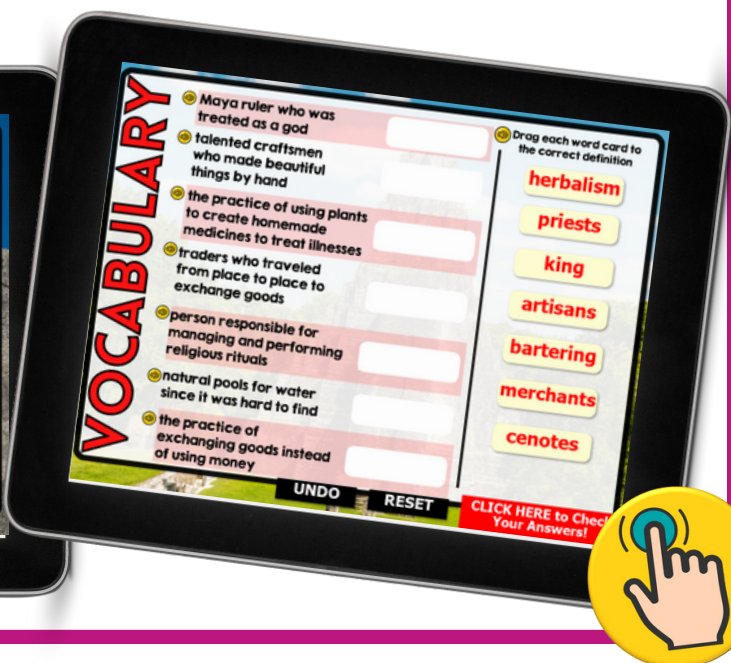 VOCABULARY
Maya ruler who was
treated as a god
talented craftsmen
who made beautiful
things by hand
the practice of using plants
to create homemade
medicines to treat illnesses
traders who traveled
from place to place to
exchange goods
person responsible for
managing and performing
religious rituals
natural pools for water
since it was hard to find
the practice of
exchanging goods instead
of using money
Drag each word card to
the correct definition
herbalism
priests
king
artisans
bartering
merchants
cenotes
UNDO
RESET
CLICK HERE to Check
Your Answers!